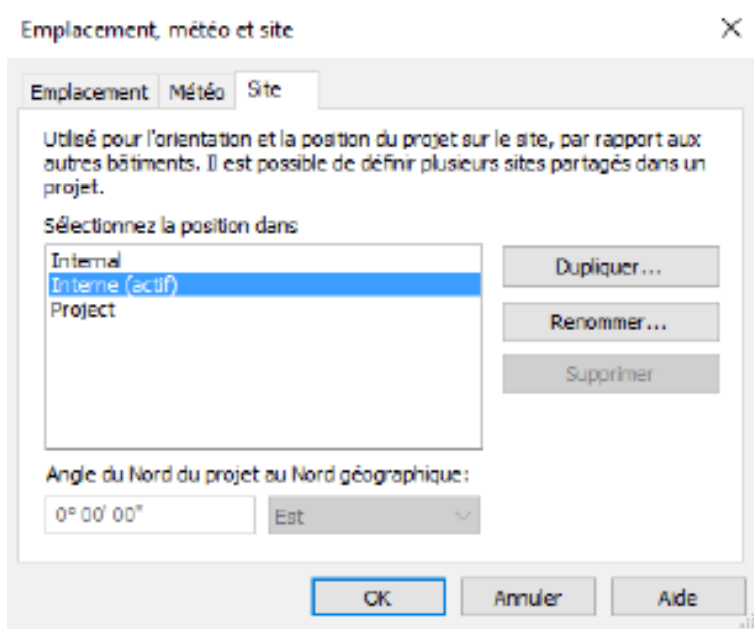 Emplacement, météo et site
Emplacement Météo Site
Utilisé pour l'orientation et la position du projet sur le site, par rapport aux
autres bâtiments. Il est possible de définir plusieurs sites partagés dans un
projet.
Sélectionnez la position dans
Internal
Interne (actif)
Project
Dupliquer...
Renommer...
Supprimer
Angle du Nord du projet au Nord géographique:
0° 00' 00"
Est
OK Annuler Aide